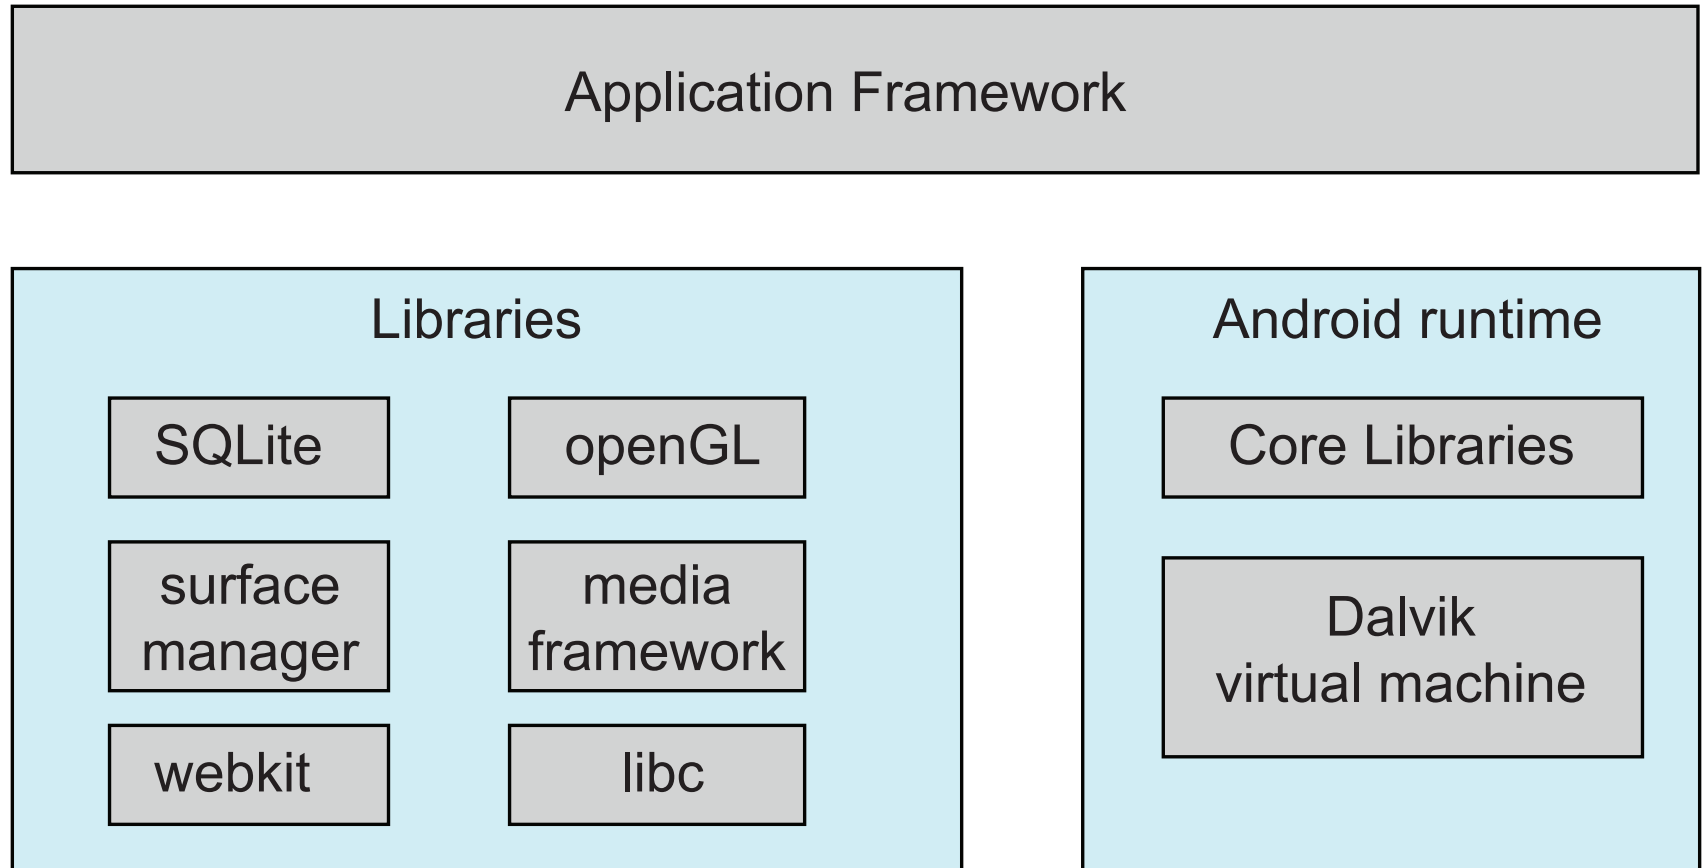 Application Framework
Libraries
SQLite
openGL
surface
manager
media
framework
webkit
libc
Android runtime
Core Libraries
Dalvik
virtual machine